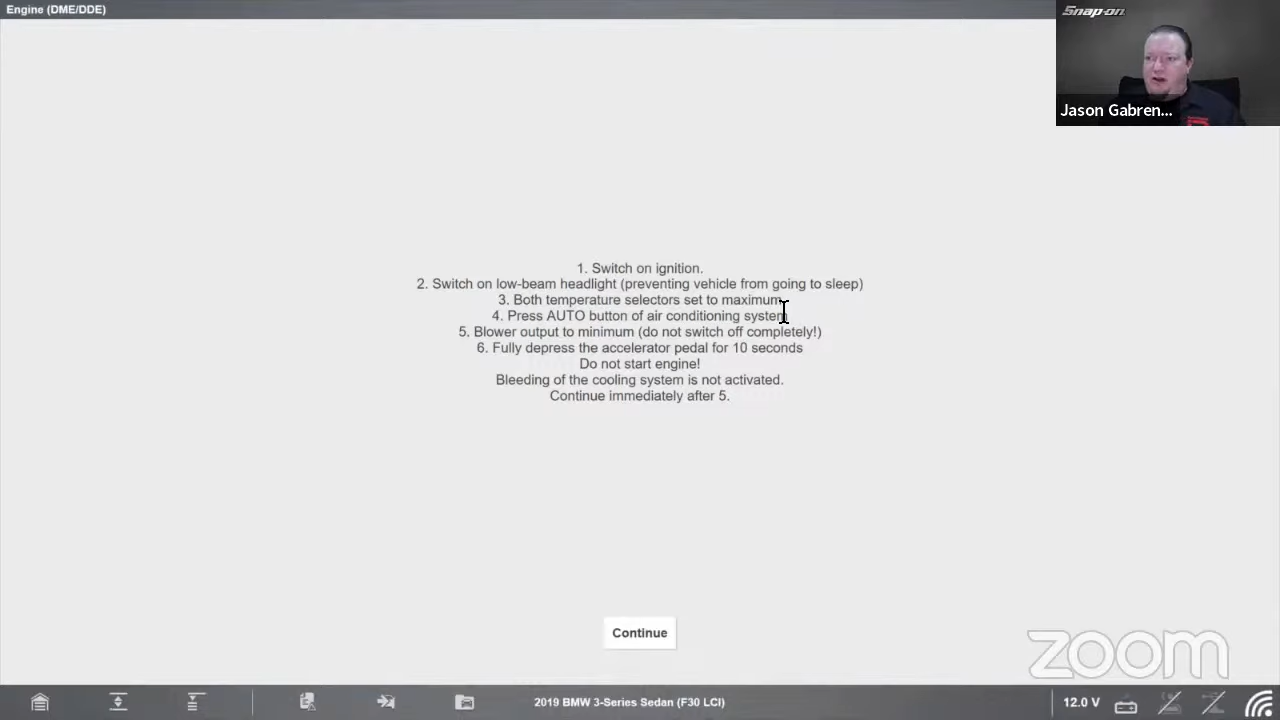 Engine (DME/DDE)
Snap-on
Jason Gabren...
1. Switch on ignition.
2. Switch on low-beam headlight (preventing vehicle from going to sleep)
3. Both temperature selectors set to maximum
4. Press AUTO button of air conditioning system
5. Blower output to minimum (do not switch off completely!)
6. Fully depress the accelerator pedal for 10 seconds
Do not start engine!
Bleeding of the cooling system is not activated.
Continue immediately after 5.
Continue
zoom
2019 BMW 3-Series Sedan (F30 LCI)
12.0 V